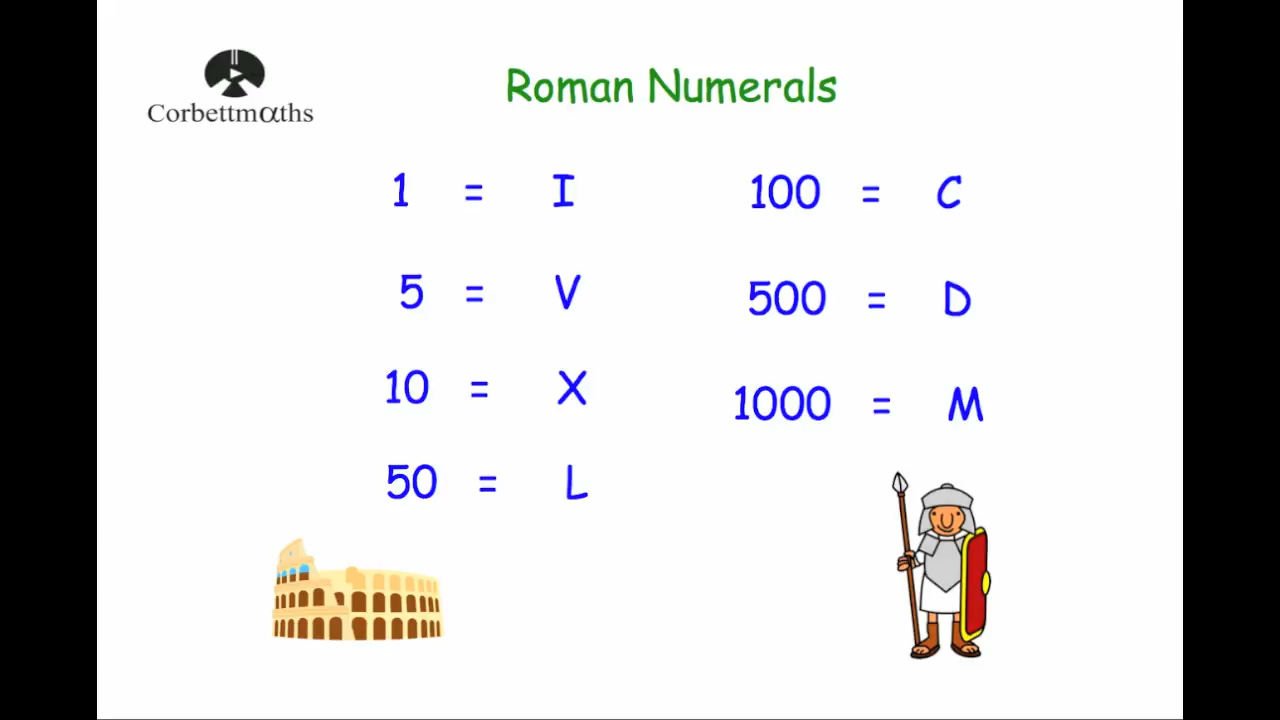 Corbettmαths
Roman Numerals
1 = I
5 = V
10 = X
50 = L
100 = C
500 = D
1000 = M